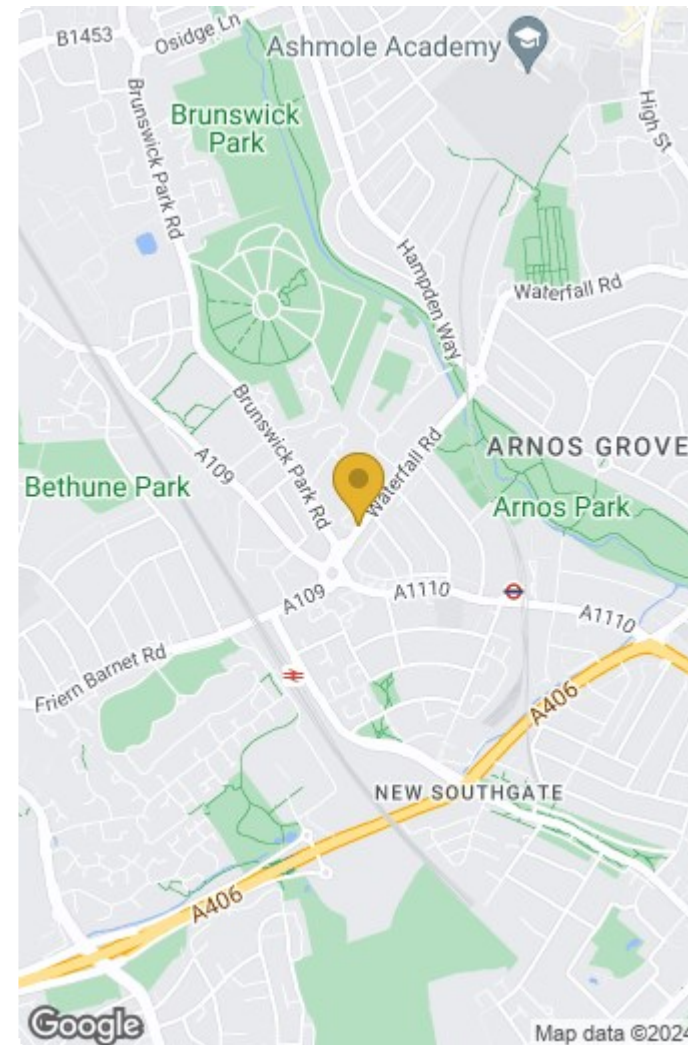 B1453
Osidge Ln
Ashmole Academy
High St
Brunswick
Park
Brunswick Park Rd
Hampden Way
Waterfall Rd
Brunswick Park Rd
Waterfall Rd
ARNOS GROVE
A109
Bethune Park
Arnos Park
A109
A1110
A1110
Friern Barnet Rd
A406
NEW SOUTHGATE
A406
Google
Map data ©2024